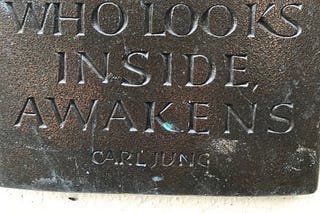 WHO LOOKS
INSIDE,
AWAKENS
CARL JUNG